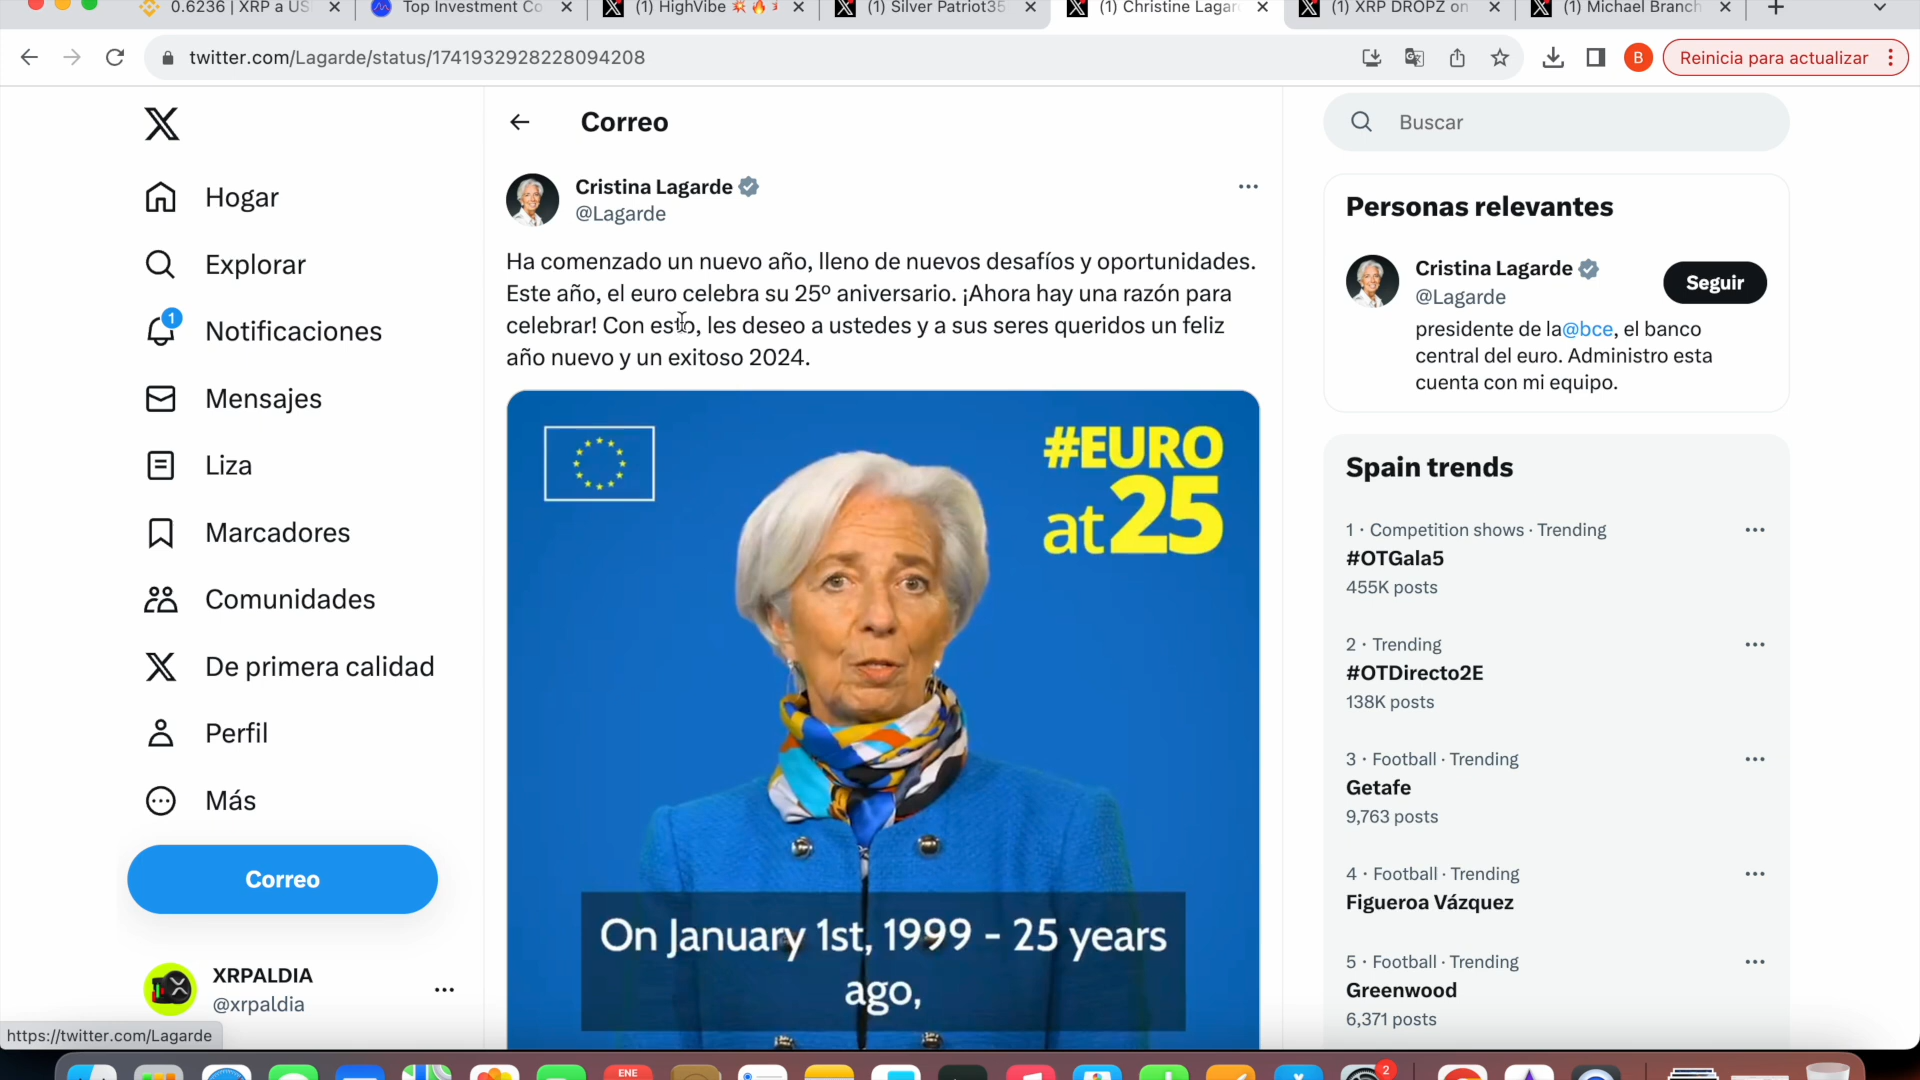 0.6236 | XRP a US
Top Investment Co
(1) HighVibe
(1) Silver Patriot35
(1) Christine Lagar
(1) XRP DROPZ on
(1) Michael Branch
twitter.com/Lagarde/status/1741932928228094208
B
Reinicia para actualizar
Hogar
Explorar
1
Notificaciones
Mensajes
Liza
Marcadores
Comunidades
De primera calidad
Perfil
Más
Correo
XRPALDIA
@xrpaldia
https://twitter.com/Lagarde
Correo
Cristina Lagarde
@Lagarde
Ha comenzado un nuevo año, lleno de nuevos desafíos y oportunidades.
Este año, el euro celebra su 25º aniversario. ¡Ahora hay una razón para
celebrar! Con esto, les deseo a ustedes y a sus seres queridos un feliz
año nuevo y un exitoso 2024.
#EURO
at 25
On January 1st, 1999 - 25 years
ago,
Buscar
Personas relevantes
Cristina Lagarde
@Lagarde
Seguir
presidente de la@bce, el banco
central del euro. Administro esta
cuenta con mi equipo.
Spain trends
1 · Competition shows · Trending
#OTGala5
455K posts
2 · Trending
#OTDirecto2E
138K posts
3 · Football · Trending
Getafe
9,763 posts
4 · Football · Trending
Figueroa Vázquez
5 · Football · Trending
Greenwood
6,371 posts
ENE
2